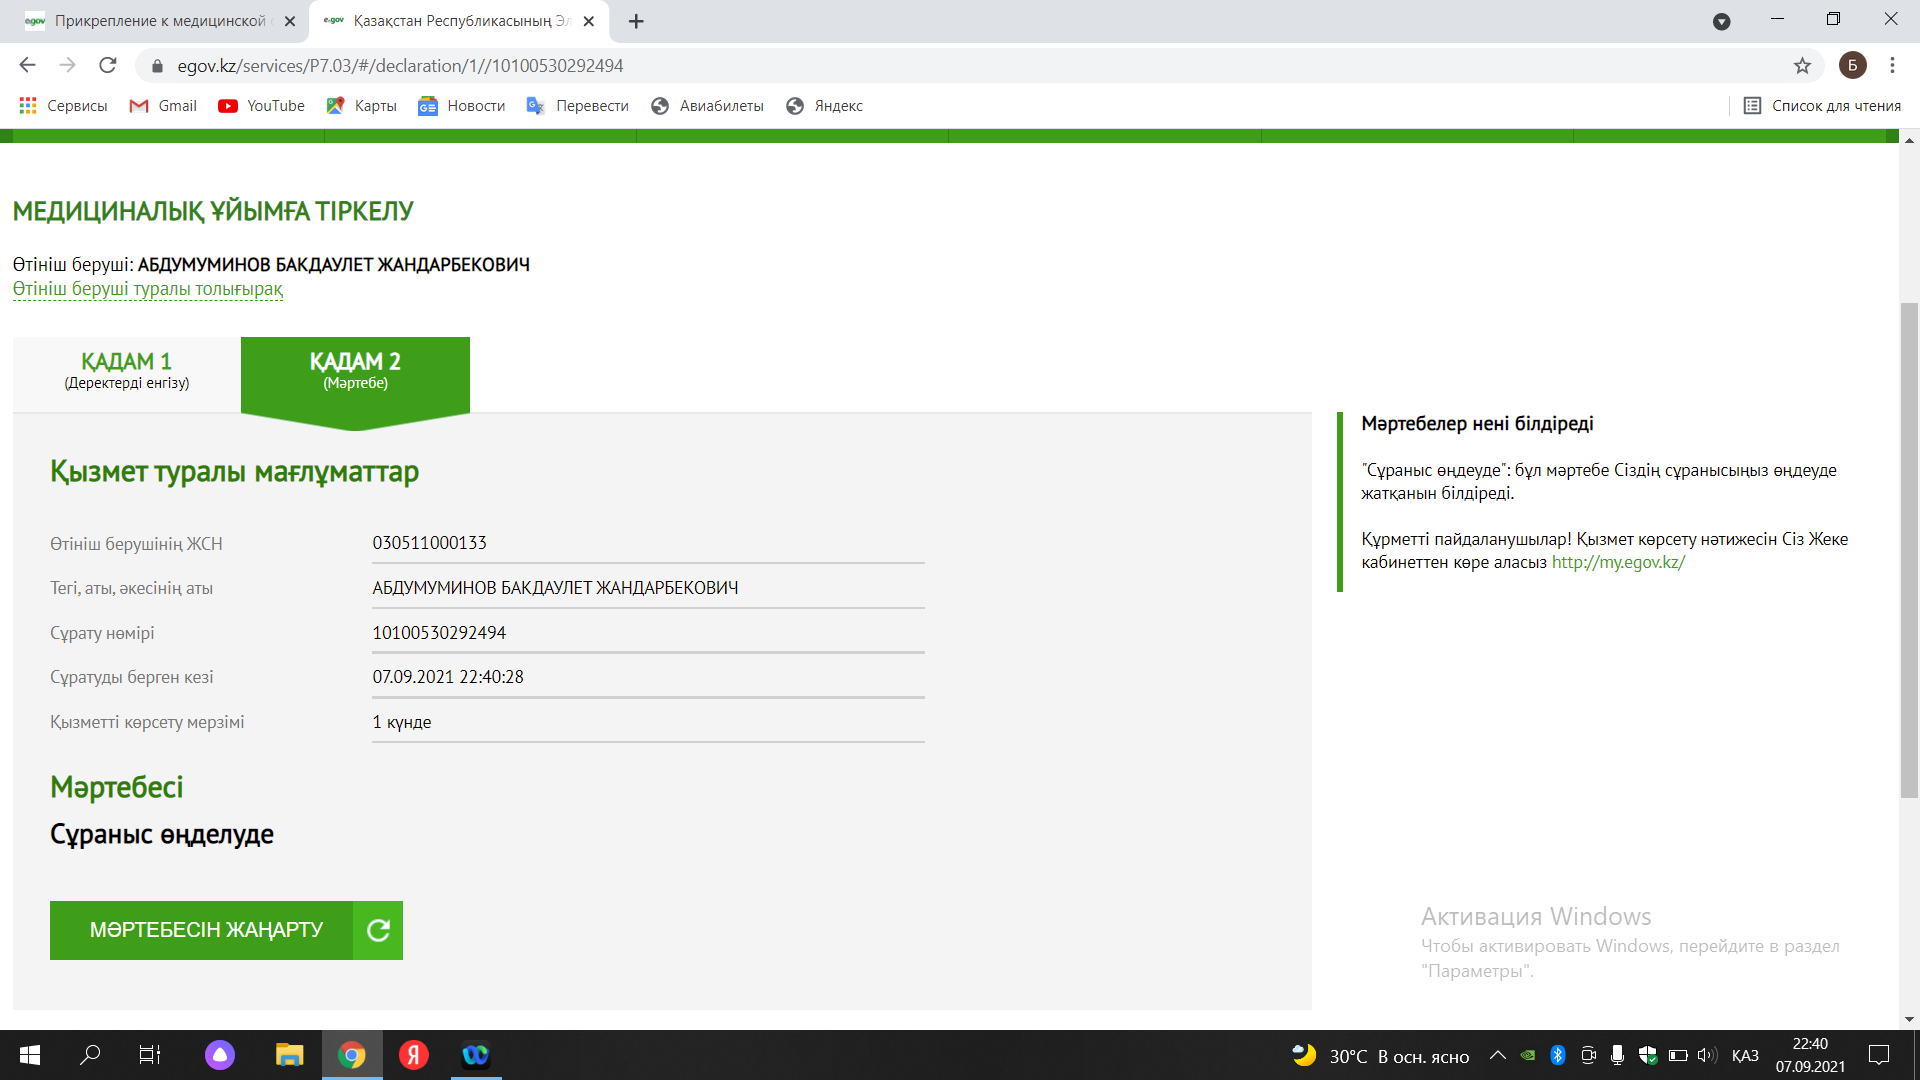 Прикрепление к медицинской
Қазақстан Республикасының Эл
egov.kz/services/P7.03/#/declaration/1//10100530292494
Б
Сервисы
Gmail
YouTube
Карты
Новости
Перевести
Авиабилеты
Яндекс
Список для чтения
МЕДИЦИНАЛЫҚ ҰЙЫМҒА ТІРКЕЛУ
Өтініш беруші: АБДУМУМИНОВ БАКДАУЛЕТ ЖАНДАРБЕКОВИЧ
Өтініш беруші туралы толығырақ
ҚАДАМ 1
(Деректерді енгізу)
ҚАДАМ 2
(Мәртебе)
Қызмет туралы мағлұматтар
Өтініш берушінің ЖСН 030511000133
Тегі, аты, әкесінің аты АБДУМУМИНОВ БАКДАУЛЕТ ЖАНДАРБЕКОВИЧ
Сұрату нөмірі 10100530292494
Сұратуды берген кезі 07.09.2021 22:40:28
Қызметті көрсету мерзімі 1 күнде
Мәртебесі
Сұраныс өңделуде
МӘРТЕБЕСІН ЖАҢАРТУ
Мәртебелер нені білдіреді
"Сұраныс өңдеуде": бұл мәртебе Сіздің сұранысыңыз өңдеуде
жатқанын білдіреді.
Құрметті пайдаланушылар! Қызмет көрсету нәтижесін Сіз Жеке
кабинеттен көре аласыз http://my.egov.kz/
Активация Windows
Чтобы активировать Windows, перейдите в раздел
"Параметры".
30°C В осн. ясно
ҚАЗ
22:40
07.09.2021